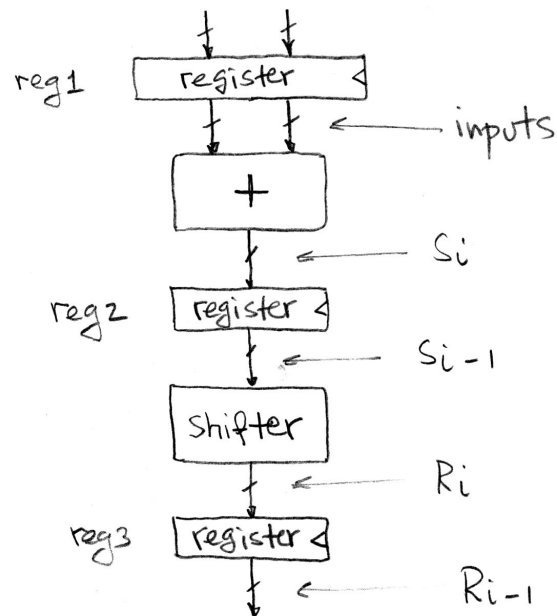 reg1
register
inputs
+
Si
reg2
register
Si-1
Shifter
Ri
reg3
register
Ri-1